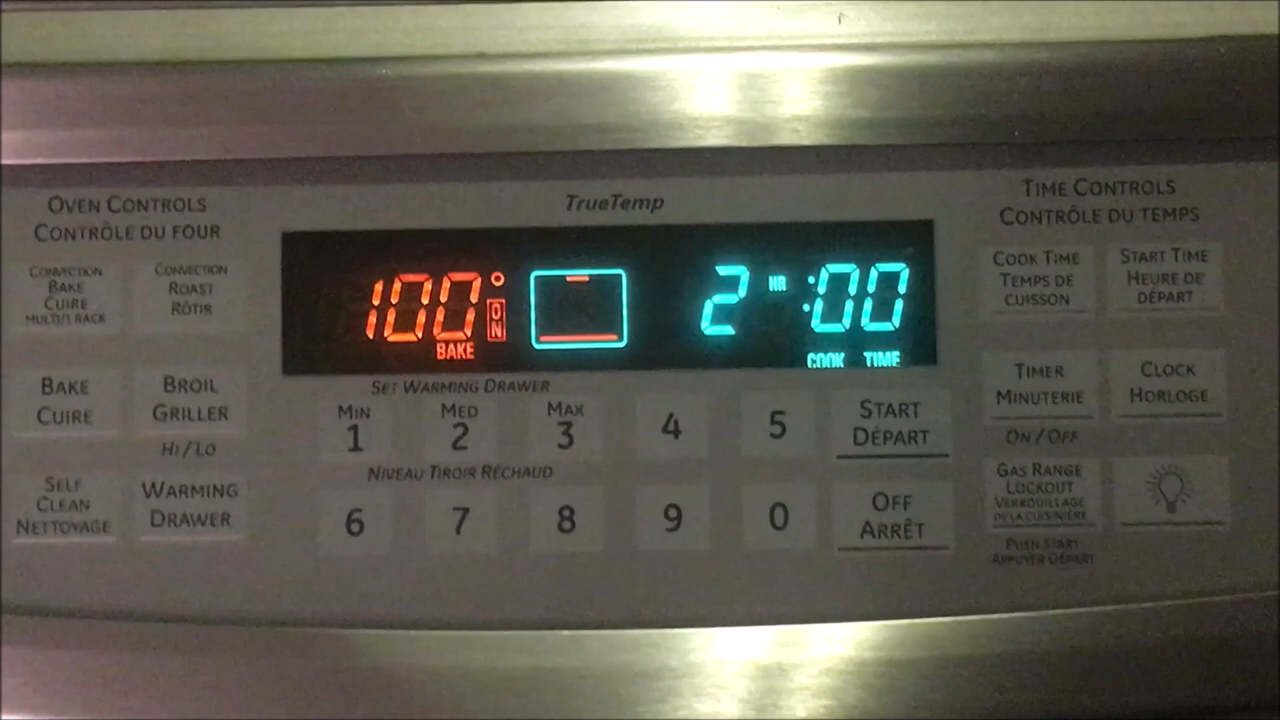 TrueTemp
OVEN CONTROLS
CONTRÔLE DU FOUR
CONVECTION
BAKE
CUIRE
MULTI/1 RACK
CONVECTION
ROAST
RÔTIR
BAKE
CUIRE
BROIL
GRILLER
HI/LO
SELF
CLEAN
NETTOYAGE
WARMING
DRAWER
100°
ON
BAKE
2 HR :00
COOK TIME
SET WARMING DRAWER
MIN
1
MED
2
MAX
3
4
5
START
DÉPART
NIVEAU TIROIR RÉCHAUD
6
7
8
9
0
OFF
ARRÊT
TIME CONTROLS
CONTRÔLE DU TEMPS
COOK TIME
TEMPS DE
CUISSON
START TIME
HEURE DE
DÉPART
TIMER
MINUTERIE
ON/OFF
CLOCK
HORLOGE
GAS RANGE
LOCKOUT
VERROUILLAGE
DE LA CUISINIÈRE
PUSH START
APPUYER DÉPART